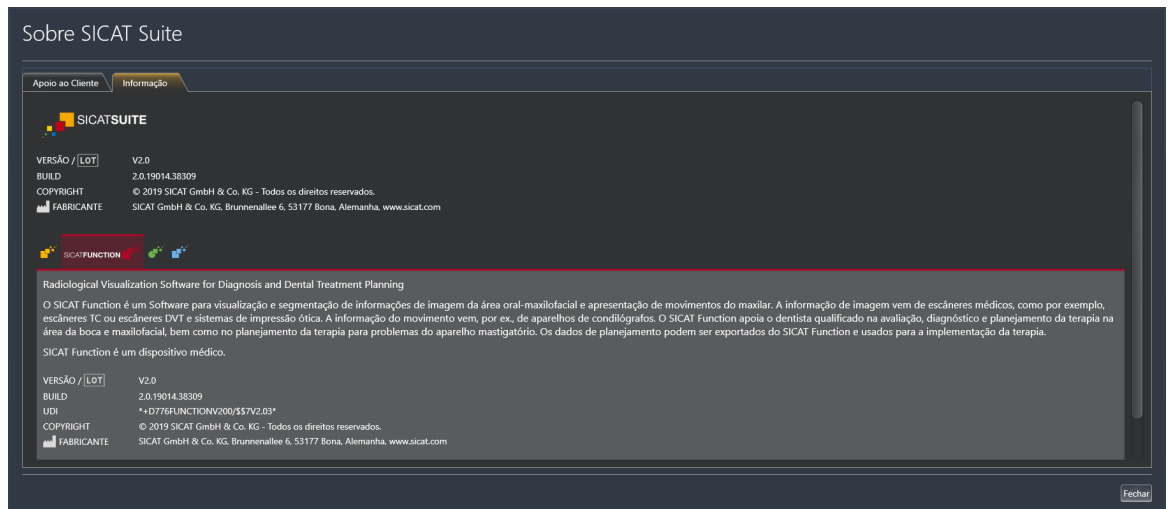 Sobre SICAT Suite
Apoio ao Cliente
Informação
SICATSUITE
VERSÃO / LOT V2.0
BUILD 2.0.19014.38309
COPYRIGHT © 2019 SICAT GmbH & Co. KG - Todos os direitos reservados.
FABRICANTE SICAT GmbH & Co. KG, Brunnenallee 6, 53177 Bona, Alemanha, www.sicat.com
SICATFUNCTION
Radiological Visualization Software for Diagnosis and Dental Treatment Planning
O SICAT Function é um Software para visualização e segmentação de informações de imagem da área oral-maxilofacial e apresentação de movimentos do maxilar. A informação de imagem vem de escâneres médicos, como por exemplo,
escâneres TC ou escâneres DVT e sistemas de impressão ótica. A informação do movimento vem, por ex., de aparelhos de condilógrafos. O SICAT Function apoia o dentista qualificado na avaliação, diagnóstico e planejamento da terapia na
área da boca e maxilofacial, bem como no planejamento da terapia para problemas do aparelho mastigatório. Os dados de planejamento podem ser exportados do SICAT Function e usados para a implementação da terapia.
SICAT Function é um dispositivo médico.
VERSÃO / LOT V2.0
BUILD 2.0.19014.38309
UDI *+D776FUNCTIONV200/$$7V2.03*
COPYRIGHT © 2019 SICAT GmbH & Co. KG - Todos os direitos reservados.
FABRICANTE SICAT GmbH & Co. KG, Brunnenallee 6, 53177 Bona, Alemanha, www.sicat.com
Fechar